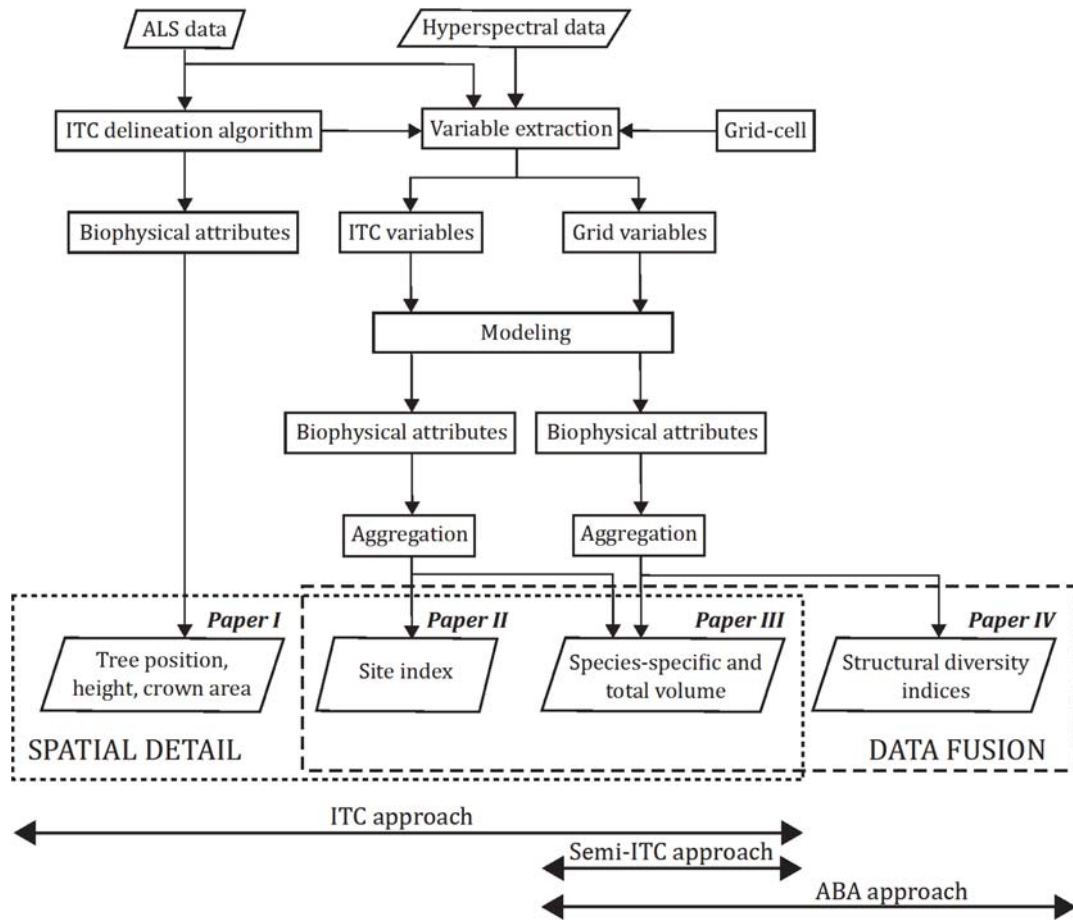 ALS data
Hyperspectral data
ITC delineation algorithm
Variable extraction
Grid-cell
Biophysical attributes
ITC variables
Grid variables
Modeling
Biophysical attributes
Biophysical attributes
Aggregation
Aggregation
Paper I
Paper II
Paper III
Paper IV
Tree position,
height, crown area
Site index
Species-specific and
total volume
Structural diversity
indices
SPATIAL DETAIL
DATA FUSION
ITC approach
Semi-ITC approach
ABA approach